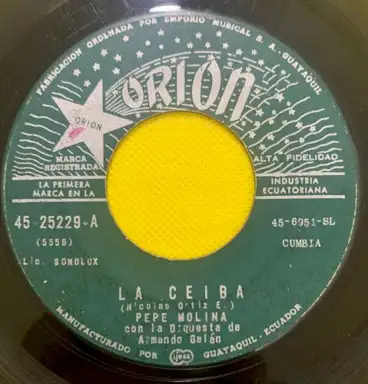 FABRICACION ORDENADA POR EMPORIO MUSICAL S. A. - GUAYAQUIL
ORION
ORION
MARCA
REGISTRADA
ALTA FIDELIDAD
LA PRIMERA
MARCA EN LA
INDUSTRIA
ECUATORIANA
45-25229-A
45-6951-SL
(5556)
CUMBIA
Lic. SONOLUX
LA CEIBA
(Nicolas Ortiz E.)
PEPE MOLINA
con la Orquesta de
Armando Galán
MANUFACTURADO POR
GUAYAQUIL - ECUADOR